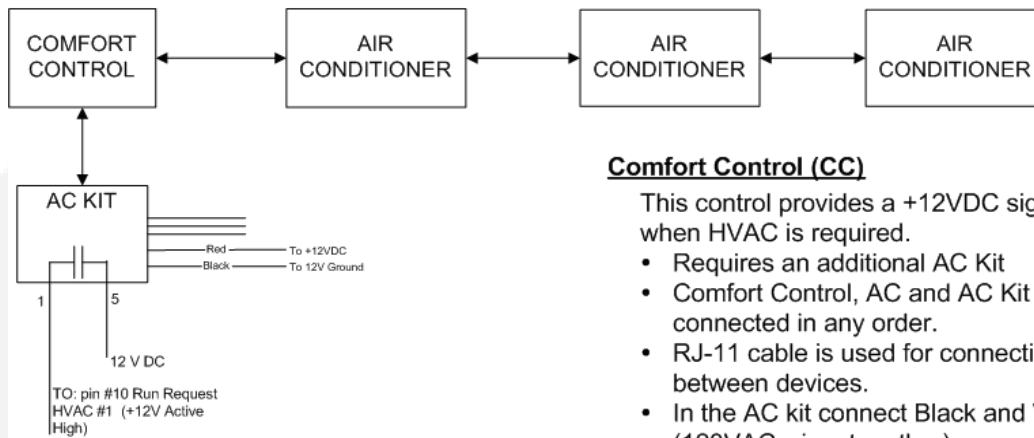 COMFORT
CONTROL
AIR
CONDITIONER
AIR
CONDITIONER
AIR
CONDITIONER
AC KIT
Red
To +12VDC
Black
To 12V Ground
1
5
12 V DC
TO: pin #10 Run Request
HVAC #1 (+12V Active
High)
Comfort Control (CC)
This control provides a +12VDC
when HVAC is required.
• Requires an additional AC Kit
• Comfort Control, AC and AC Kit
connected in any order.
• RJ-11 cable is used for
between devices.
• In the AC kit connect Black and